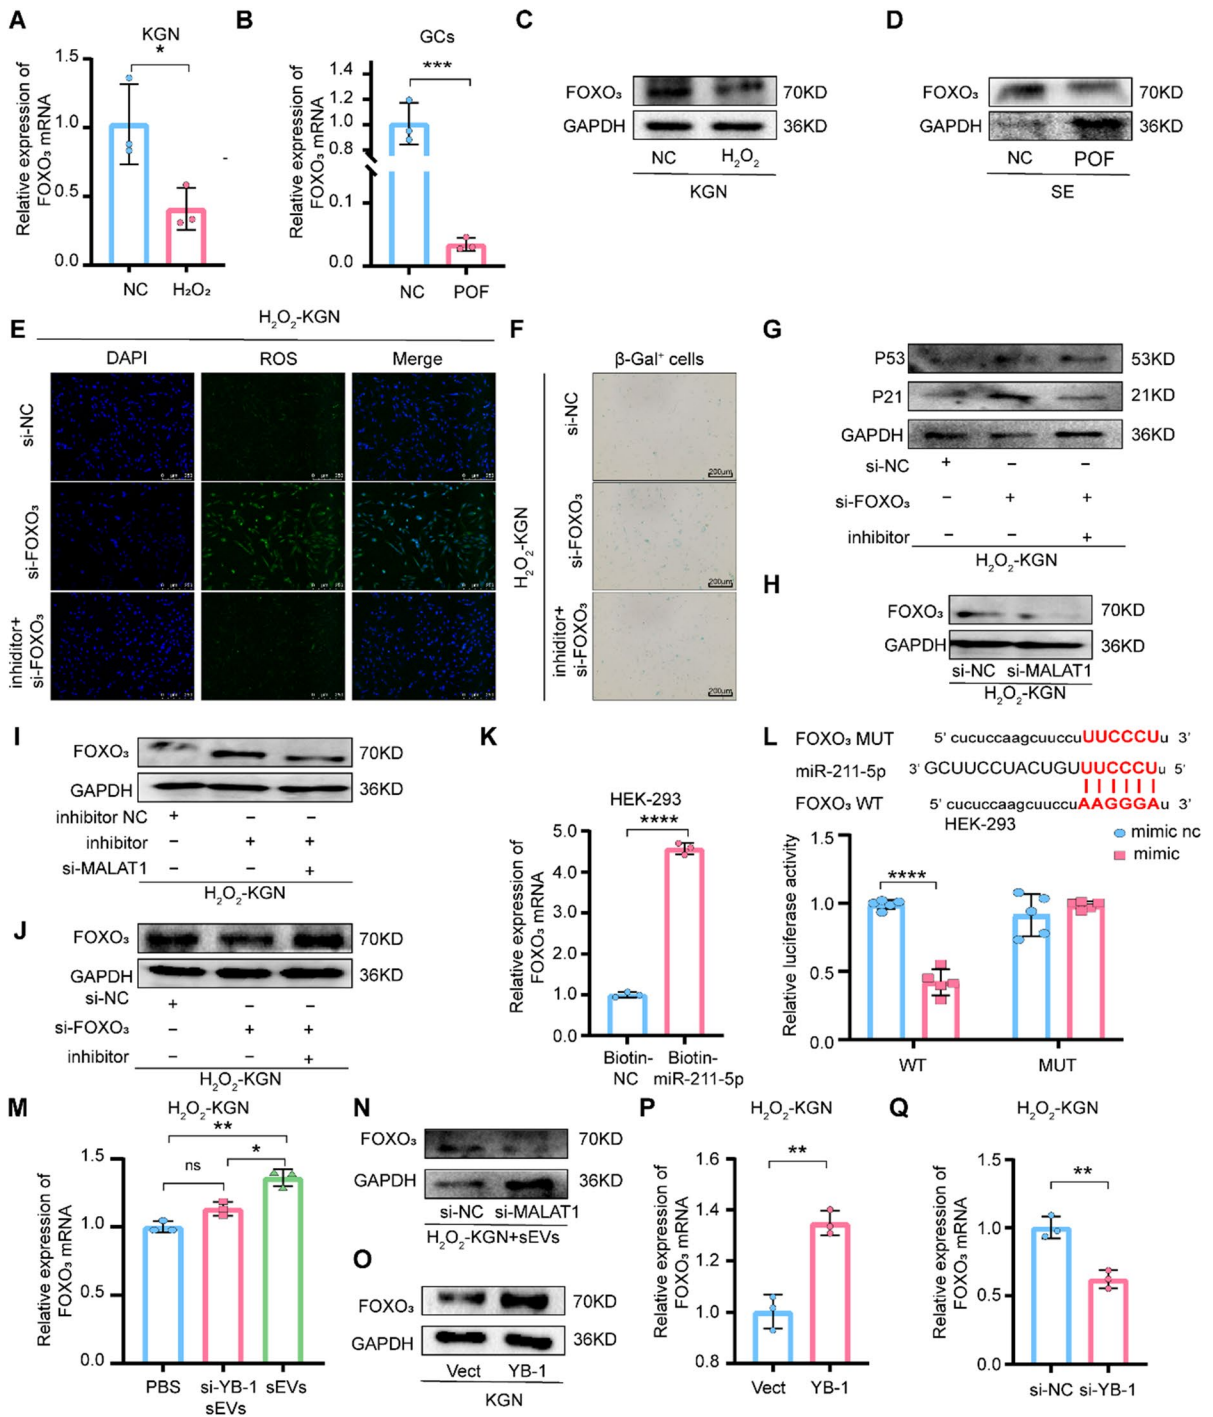 A
KGN
*
Relative expression of
FOXO₃ mRNA
1.5
1.0
0.5
0.0
NC
H₂O₂
B
GCs
***
Relative expression of
FOXO₃ mRNA
1.4
1.2
1.0
0.8
0.1
0.0
NC
POF
C
FOXO₃ 70KD
GAPDH 36KD
NC H₂O₂
KGN
D
FOXO₃ 70KD
GAPDH 36KD
NC POF
SE
E
H₂O₂-KGN
DAPI ROS Merge
si-NC
si-FOXO₃
inhiditor+
si-FOXO₃
F
β-Gal⁺ cells
H₂O₂-KGN
si-NC
200μm
si-FOXO₃
200μm
inhiditor+
si-FOXO₃
200μm
G
P53 53KD
P21 21KD
GAPDH 36KD
si-NC + − −
si-FOXO₃ − + +
inhibitor − − +
H₂O₂-KGN
H
FOXO₃ 70KD
GAPDH 36KD
si-NC si-MALAT1
H₂O₂-KGN
I
FOXO₃ 70KD
GAPDH 36KD
inhibitor NC + − −
inhibitor − + +
si-MALAT1 − − +
H₂O₂-KGN
J
FOXO₃ 70KD
GAPDH 36KD
si-NC + − −
si-FOXO₃ − + +
inhibitor − − +
H₂O₂-KGN
K
HEK-293
****
Relative expression of
FOXO₃ mRNA
5.0
4.0
3.0
2.0
1.0
0.0
Biotin-
NC
Biotin-
miR-211-5p
L
FOXO₃ MUT 5' cucuccaagcuuccuUUCCCUu 3'
miR-211-5p 3' GCUUCCUACUGUUUCCCUu 5'
FOXO₃ WT 5' cucuccaagcuuccuAAGGGAu 3'
HEK-293
mimic nc
mimic
****
Relative luciferase activity
1.5
1.0
0.5
0.0
WT MUT
M
H₂O₂-KGN
**
*
ns
Relative expression of
FOXO₃ mRNA
1.5
1.0
0.5
0.0
PBS si-YB-1 sEVs
sEVs
N
FOXO₃ 70KD
GAPDH 36KD
si-NC si-MALAT1
H₂O₂-KGN+sEVs
O
FOXO₃ 70KD
GAPDH 36KD
Vect YB-1
KGN
P
H₂O₂-KGN
**
Relative expression of
FOXO₃ mRNA
1.6
1.4
1.2
1.0
0.8
Vect YB-1
Q
H₂O₂-KGN
**
Relative expression of
FOXO₃ mRNA
1.5
1.0
0.5
0.0
si-NC si-YB-1